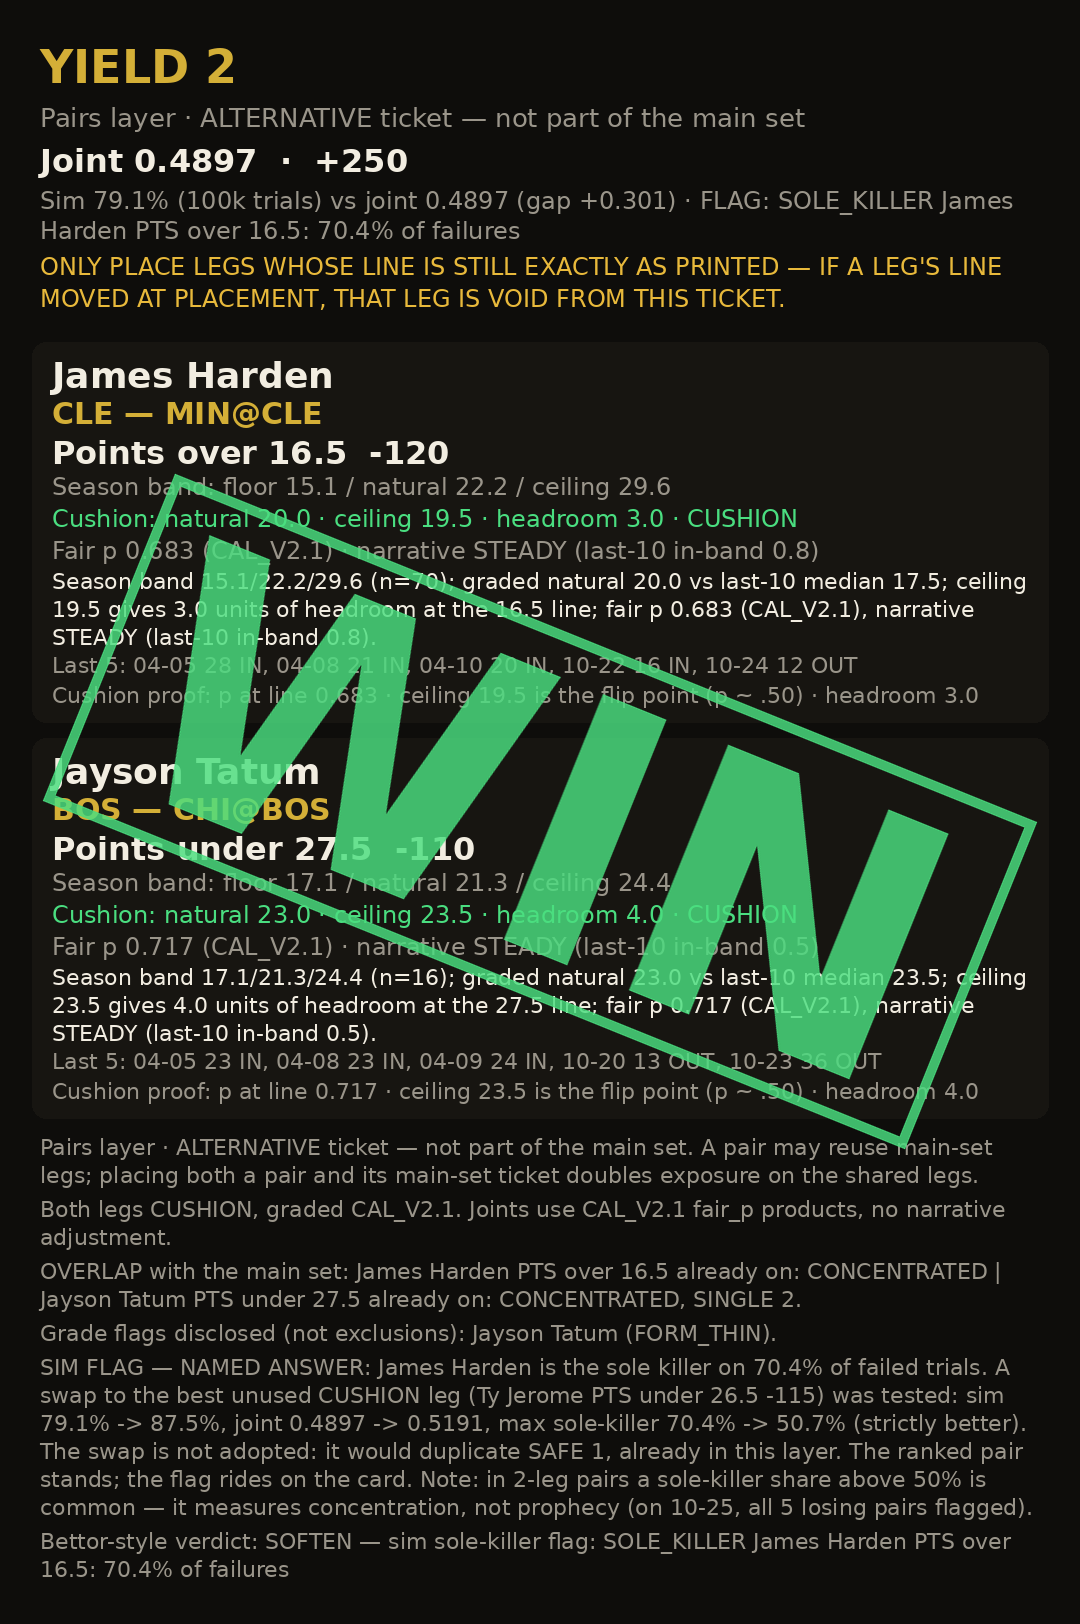 YIELD 2
Pairs layer · ALTERNATIVE ticket — not part of the main set
Joint 0.4897 · +250
Sim 79.1% (100k trials) vs joint 0.4897 (gap +0.301) · FLAG: SOLE_KILLER James
Harden PTS over 16.5: 70.4% of failures
ONLY PLACE LEGS WHOSE LINE IS STILL EXACTLY AS PRINTED — IF A LEG'S LINE
MOVED AT PLACEMENT, THAT LEG IS VOID FROM THIS TICKET.
James Harden
CLE — MIN@CLE
Points over 16.5 -120
Season band: floor 15.1 / natural 22.2 / ceiling 29.6
Cushion: natural 20.0 · ceiling 19.5 · headroom 3.0 · CUSHION
Fair p 0.683 (CAL_V2.1) · narrative STEADY (last-10 in-band 0.8)
Season band 15.1/22.2/29.6 (n=70); graded natural 20.0 vs last-10 median 17.5; ceiling
19.5 gives 3.0 units of headroom at the 16.5 line; fair p 0.683 (CAL_V2.1), narrative
STEADY (last-10 in-band 0.8).
Last 5: 04-05 28 IN, 04-08 21 IN, 04-10 20 IN, 10-22 16 IN, 10-24 12 OUT
Cushion proof: p at line 0.683 · ceiling 19.5 is the flip point (p ~ .50) · headroom 3.0
WIN
Jayson Tatum
BOS — CHI@BOS
Points under 27.5 -110
Season band: floor 17.1 / natural 21.3 / ceiling 24.4
Cushion: natural 23.0 · ceiling 23.5 · headroom 4.0 · CUSHION
Fair p 0.717 (CAL_V2.1) · narrative STEADY (last-10 in-band 0.5)
Season band 17.1/21.3/24.4 (n=16); graded natural 23.0 vs last-10 median 23.5; ceiling
23.5 gives 4.0 units of headroom at the 27.5 line; fair p 0.717 (CAL_V2.1), narrative
STEADY (last-10 in-band 0.5).
Last 5: 04-05 23 IN, 04-08 23 IN, 04-09 24 IN, 10-20 13 OUT, 10-23 36 OUT
Cushion proof: p at line 0.717 · ceiling 23.5 is the flip point (p ~ .50) · headroom 4.0
Pairs layer · ALTERNATIVE ticket — not part of the main set. A pair may reuse main-set
legs; placing both a pair and its main-set ticket doubles exposure on the shared legs.
Both legs CUSHION, graded CAL_V2.1. Joints use CAL_V2.1 fair_p products, no narrative
adjustment.
OVERLAP with the main set: James Harden PTS over 16.5 already on: CONCENTRATED |
Jayson Tatum PTS under 27.5 already on: CONCENTRATED, SINGLE 2.
Grade flags disclosed (not exclusions): Jayson Tatum (FORM_THIN).
SIM FLAG — NAMED ANSWER: James Harden is the sole killer on 70.4% of failed trials. A
swap to the best unused CUSHION leg (Ty Jerome PTS under 26.5 -115) was tested: sim
79.1% -> 87.5%, joint 0.4897 -> 0.5191, max sole-killer 70.4% -> 50.7% (strictly better).
The swap is not adopted: it would duplicate SAFE 1, already in this layer. The ranked pair
stands; the flag rides on the card. Note: in 2-leg pairs a sole-killer share above 50% is
common — it measures concentration, not prophecy (on 10-25, all 5 losing pairs flagged).
Bettor-style verdict: SOFTEN — sim sole-killer flag: SOLE_KILLER James Harden PTS over
16.5: 70.4% of failures